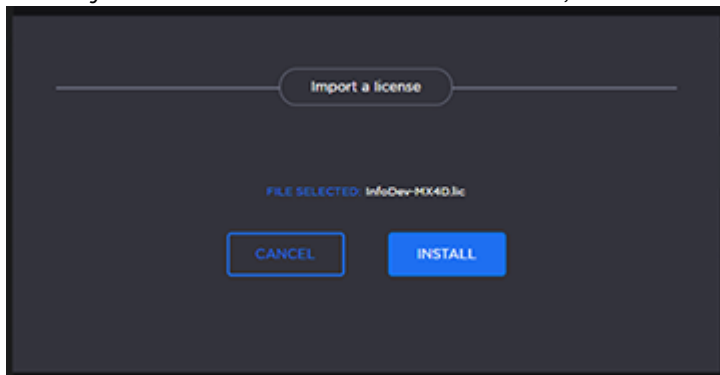 Import a license
FILE SELECTED: InfoDev-MX4D.lic
CANCEL
INSTALL